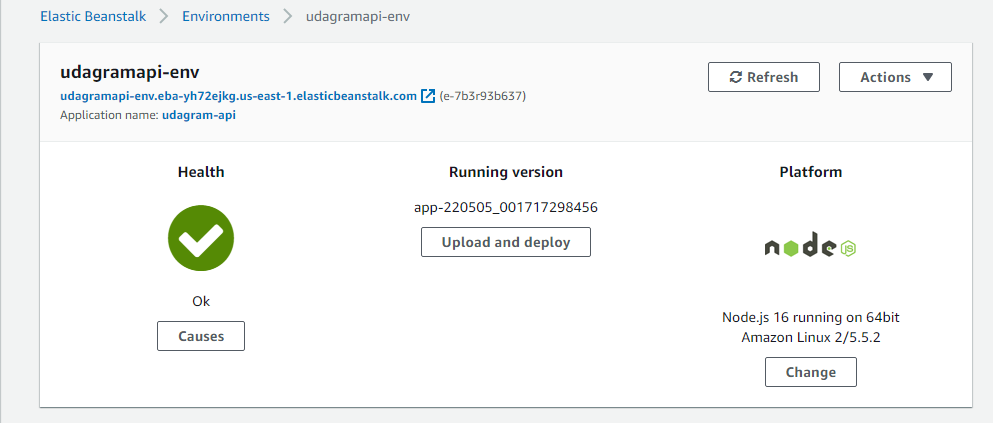 Elastic Beanstalk > Environments > udagramapi-env
udagramapi-env
Refresh
Actions
udagramapi-env.eba-yh72ejkg.us-east-1.elasticbeanstalk.com (e-7b3r93b637)
Application name: udagram-api
Health
Running version
Platform
app-220505_001717298456
Upload and deploy
node
JS
Ok
Causes
Node.js 16 running on 64bit
Amazon Linux 2/5.5.2
Change